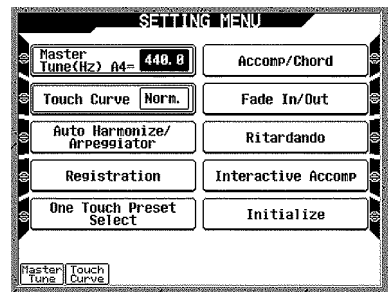 SETTING MENU
Master
Tune(Hz) A4= 440.0
Touch Curve Norm.
Auto Harmonize/
Arpeggiator
Registration
One Touch Preset
Select
Accomp/Chord
Fade In/Out
Ritardando
Interactive Accomp
Initialize
Master
Tune
Touch
Curve